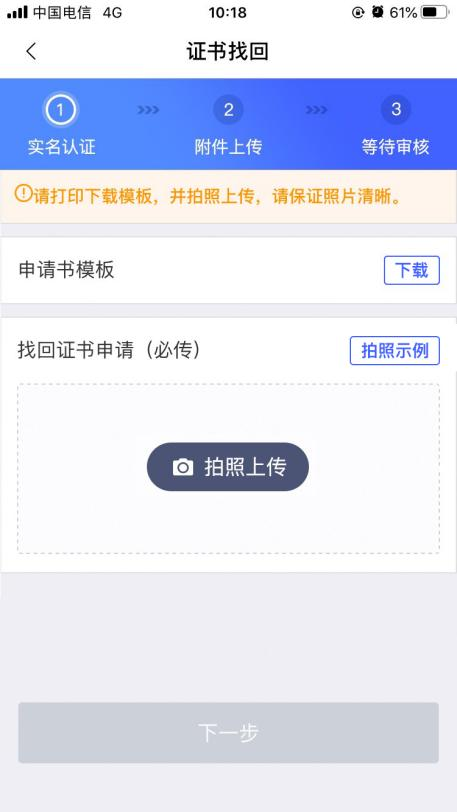 中国电信 4G 10:18 61%
证书找回
1 2 3
实名认证 附件上传 等待审核
请打印下载模板，并拍照上传，请保证照片清晰。
申请书模板 下载
找回证书申请（必传） 拍照示例
拍照上传
下一步